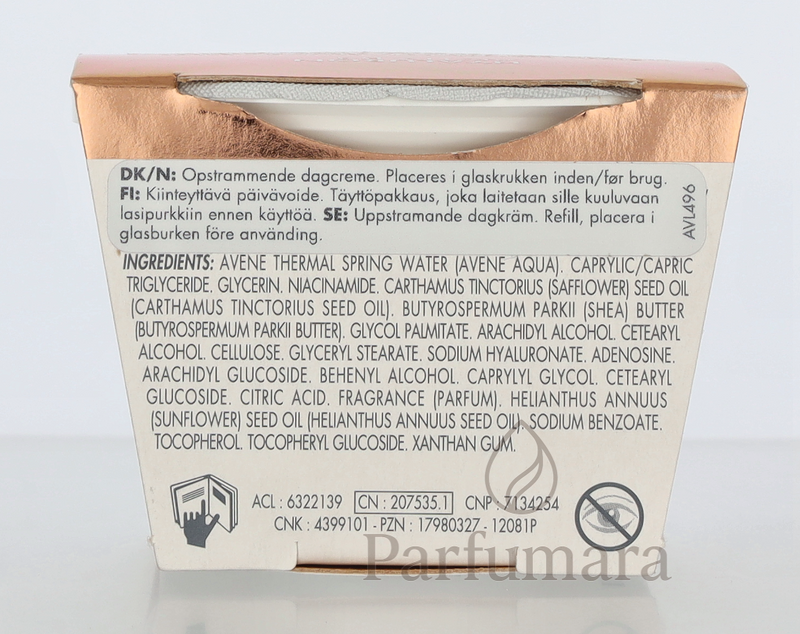 DK/N: Opstrammende dagcreme. Placeres i glaskrukken inden/før brug.
FI: Kiinteyttävä päivävoide. Täyttöpakkaus, joka laitetaan sille kuuluvaan
lasipurkkiin ennen käyttöä. SE: Uppstramande dagkräm. Refill, placera i
glasburken före använding.
AVL496
INGREDIENTS: AVENE THERMAL SPRING WATER (AVENE AQUA). CAPRYLIC/CAPRIC
TRIGLYCERIDE. GLYCERIN. NIACINAMIDE. CARTHAMUS TINCTORIUS (SAFFLOWER) SEED OIL
(CARTHAMUS TINCTORIUS SEED OIL). BUTYROSPERMUM PARKII (SHEA) BUTTER
(BUTYROSPERMUM PARKII BUTTER). GLYCOL PALMITATE. ARACHIDYL ALCOHOL. CETEARYL
ALCOHOL. CELLULOSE. GLYCERYL STEARATE. SODIUM HYALURONATE. ADENOSINE.
ARACHIDYL GLUCOSIDE. BEHENYL ALCOHOL. CAPRYLYL GLYCOL. CETEARYL
GLUCOSIDE. CITRIC ACID. FRAGRANCE (PARFUM). HELIANTHUS ANNUUS
(SUNFLOWER) SEED OIL (HELIANTHUS ANNUUS SEED OIL). SODIUM BENZOATE.
TOCOPHEROL. TOCOPHERYL GLUCOSIDE. XANTHAN GUM.
ACL : 6322139 CN : 207535.1 CNP : 7134254
CNK : 4399101 - PZN : 17980327 - 12081P
Parfumara